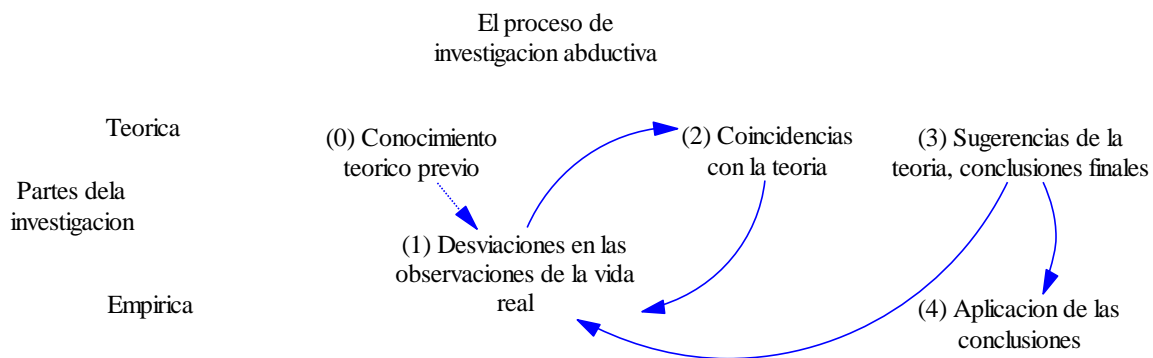 El proceso de
investigacion abductiva
Teorica
(0) Conocimiento
teorico previo
(2) Coincidencias
con la teoria
(3) Sugerencias de la
teoria, conclusiones finales
Partes dela
investigacion
(1) Desviaciones en las
observaciones de la vida
real
Empirica
(4) Aplicacion de las
conclusiones